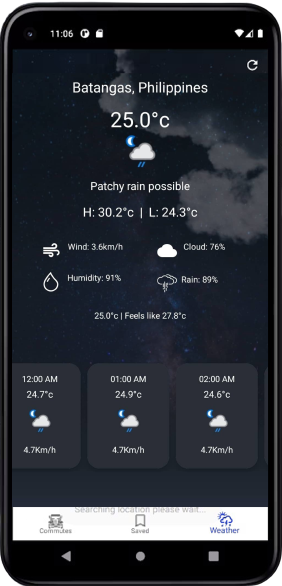 11:06
Batangas, Philippines
25.0°c
Patchy rain possible
H: 30.2°c | L: 24.3°c
Wind: 3.6km/h
Cloud: 76%
Humidity: 91%
Rain: 89%
25.0°c | Feels like 27.8°c
12:00 AM
01:00 AM
02:00 AM
24.7°c
24.9°c
24.6°c
4.7Km/h
4.7Km/h
4.7Km/h
Searching location please wait...
Commutes
Saved
Weather